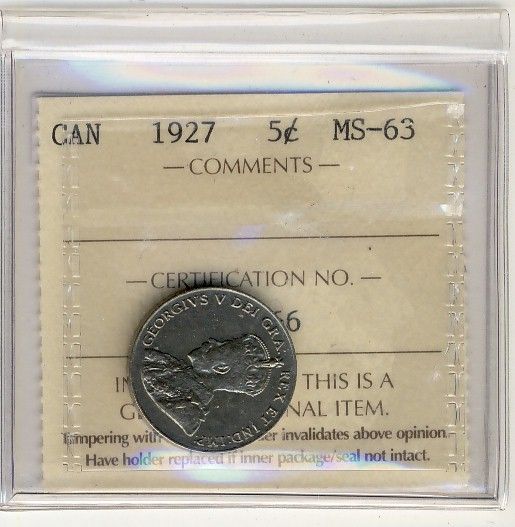 CAN 1927 5¢ MS-63
— COMMENTS —
— CERTIFICATION NO. —
6
THIS IS A
NAL ITEM.
Tampering with invalidates above opinion.
Have holder replaced if inner package/seal not intact.
GEORGIVS V DEI GRA: REX ET IND:IMP: